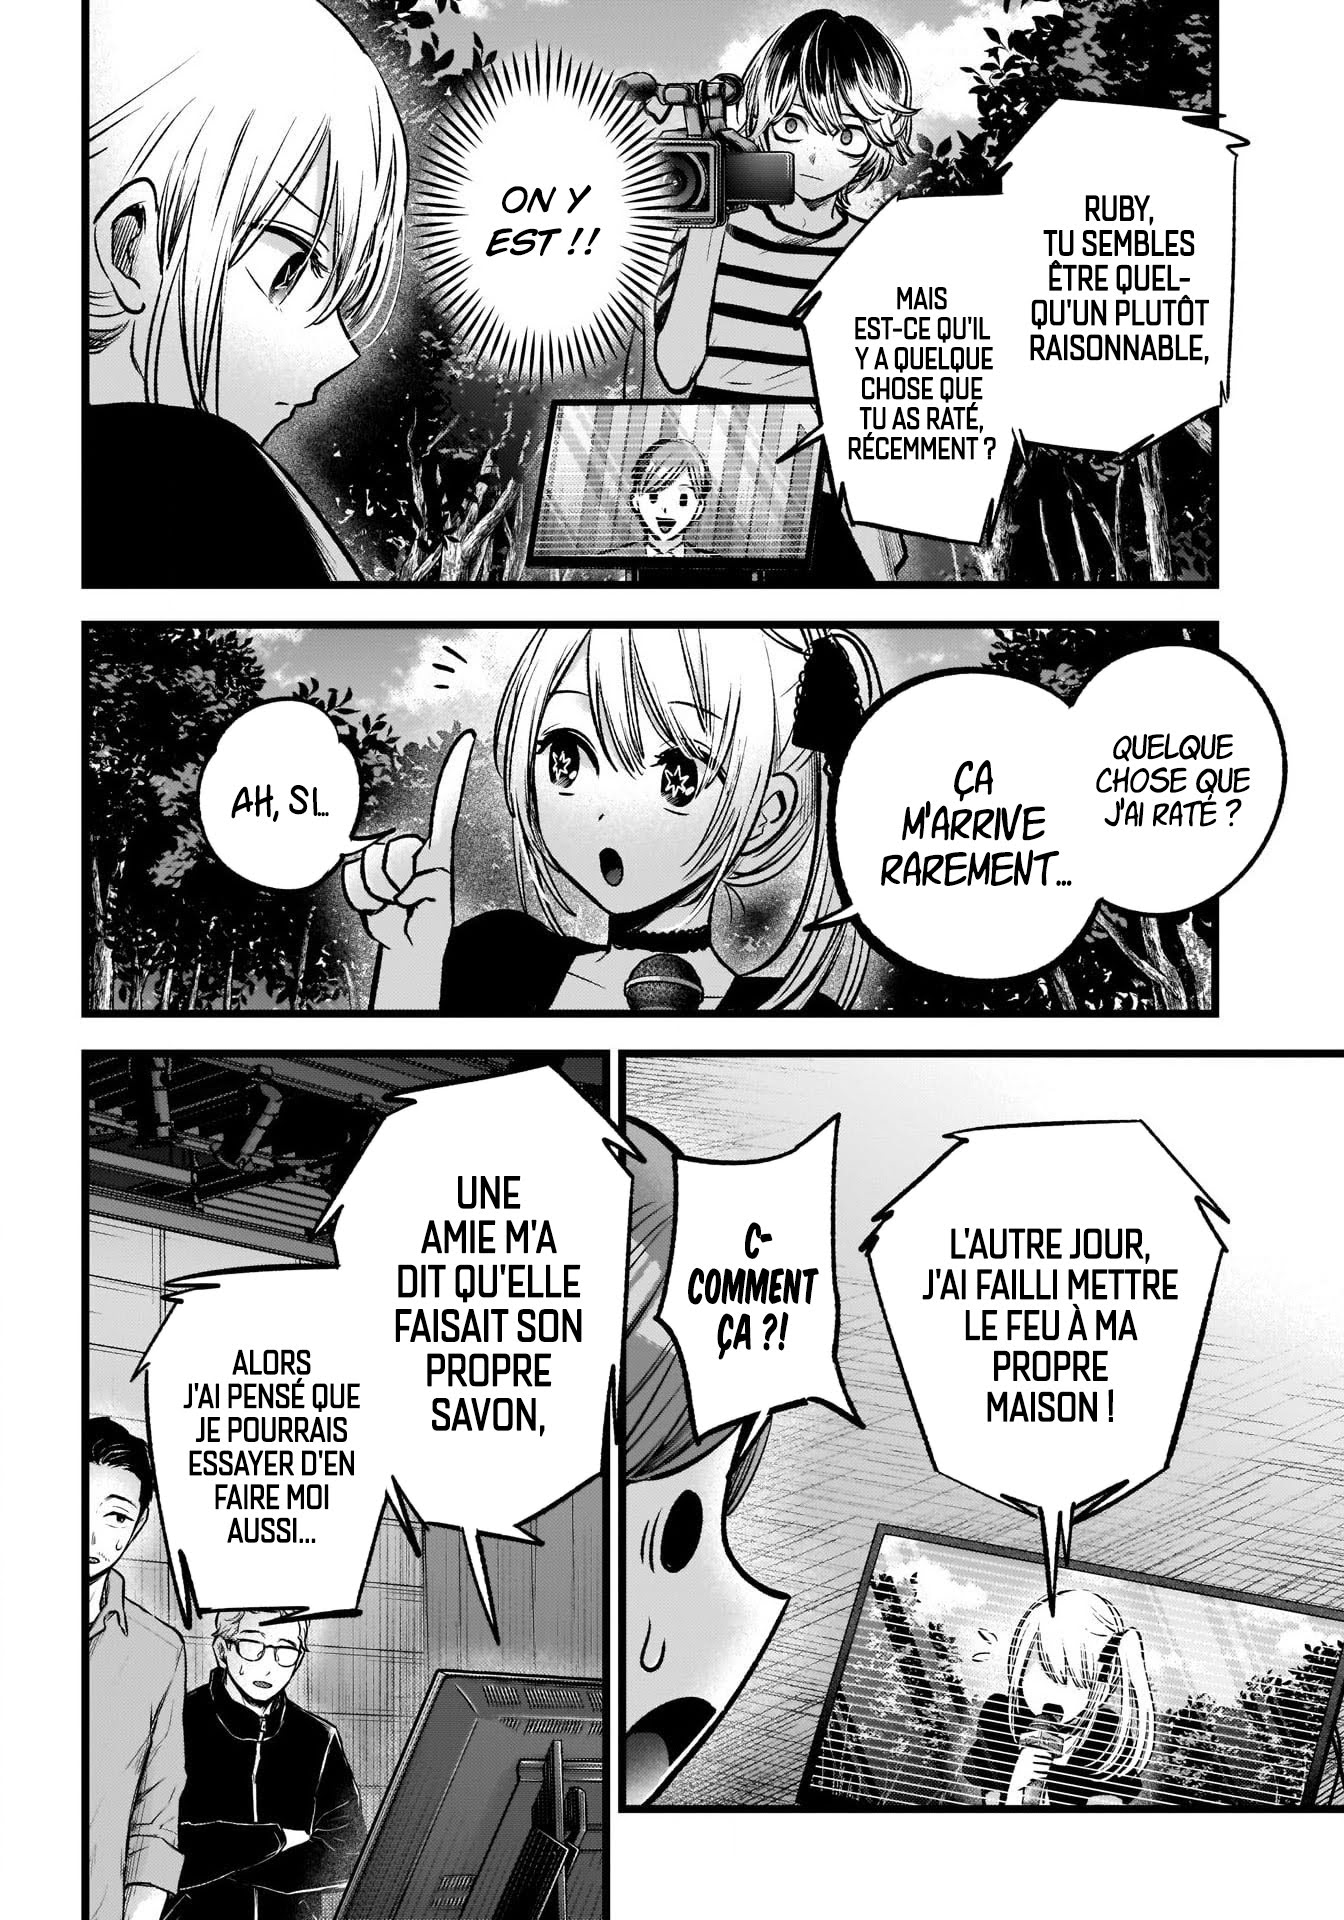 RUBY,
TU SEMBLES
ÊTRE QUEL-
QU'UN PLUTÔT
RAISONNABLE,
MAIS
EST-CE QU'IL
Y A QUELQUE
CHOSE QUE
TU AS RATÉ,
RÉCEMMENT ?
ON Y
EST !!
QUELQUE
CHOSE QUE
J'AI RATÉ ?
ÇA
M'ARRIVE
RAREMENT...
AH, SI...
L'AUTRE JOUR,
J'AI FAILLI METTRE
LE FEU À MA
PROPRE
MAISON !
C-
COMMENT
ÇA ?!
UNE
AMIE M'A
DIT QU'ELLE
FAISAIT SON
PROPRE
SAVON,
ALORS
J'AI PENSÉ QUE
JE POURRAIS
ESSAYER D'EN
FAIRE MOI
AUSSI...